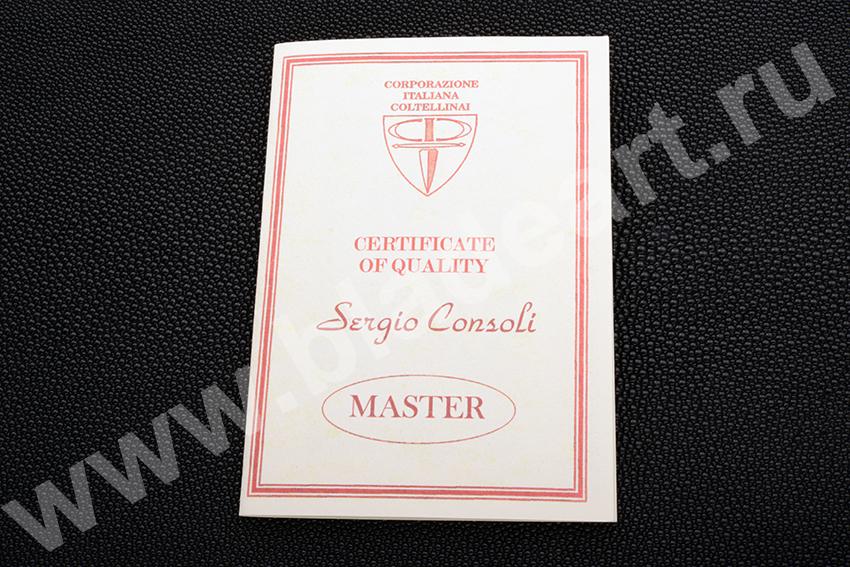 CORPORAZIONE
ITALIANA
COLTELLINAI
CERTIFICATE
OF QUALITY
Sergio Consoli
MASTER
www.bladeart.ru